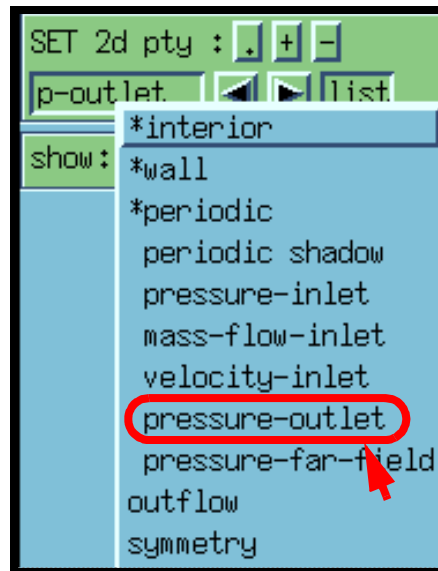 SET 2d pty : . + -
p-outlet list
*interior
show:
*wall
*periodic
periodic shadow
pressure-inlet
mass-flow-inlet
velocity-inlet
pressure-outlet
pressure-far-field
outflow
symmetry